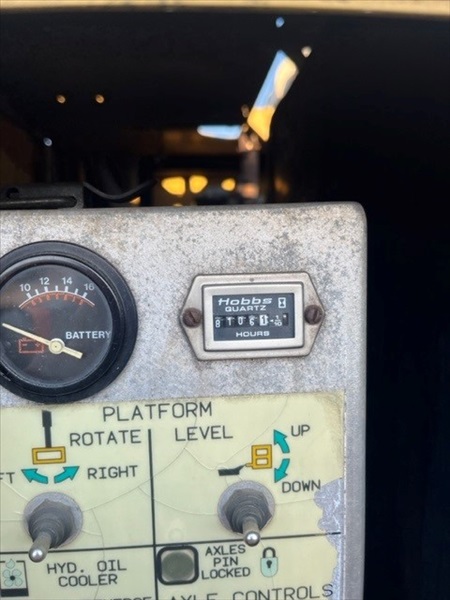 10 12 14 16
BATTERY
Hobbs
QUARTZ
HOURS
PLATFORM
ROTATE
RIGHT
LEVEL
UP
DOWN
HYD. OIL
COOLER
AXLES
PIN
LOCKED
AXLE CONTROLS